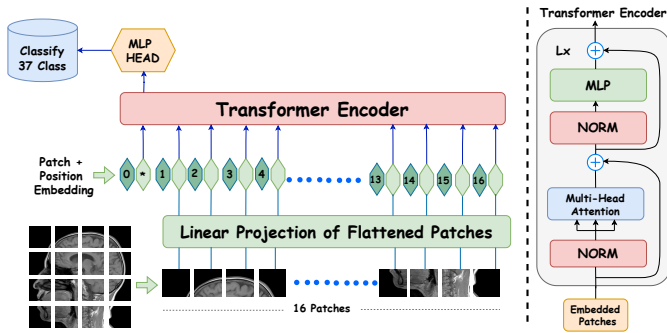 Classify
37 Class
MLP
HEAD
Transformer Encoder
Patch +
Position
Embedding
0 * 1 2 3 4 13 14 15 16
Linear Projection of Flattened Patches
16 Patches
Transformer Encoder
Lx
MLP
NORM
Multi-Head
Attention
NORM
Embedded
Patches